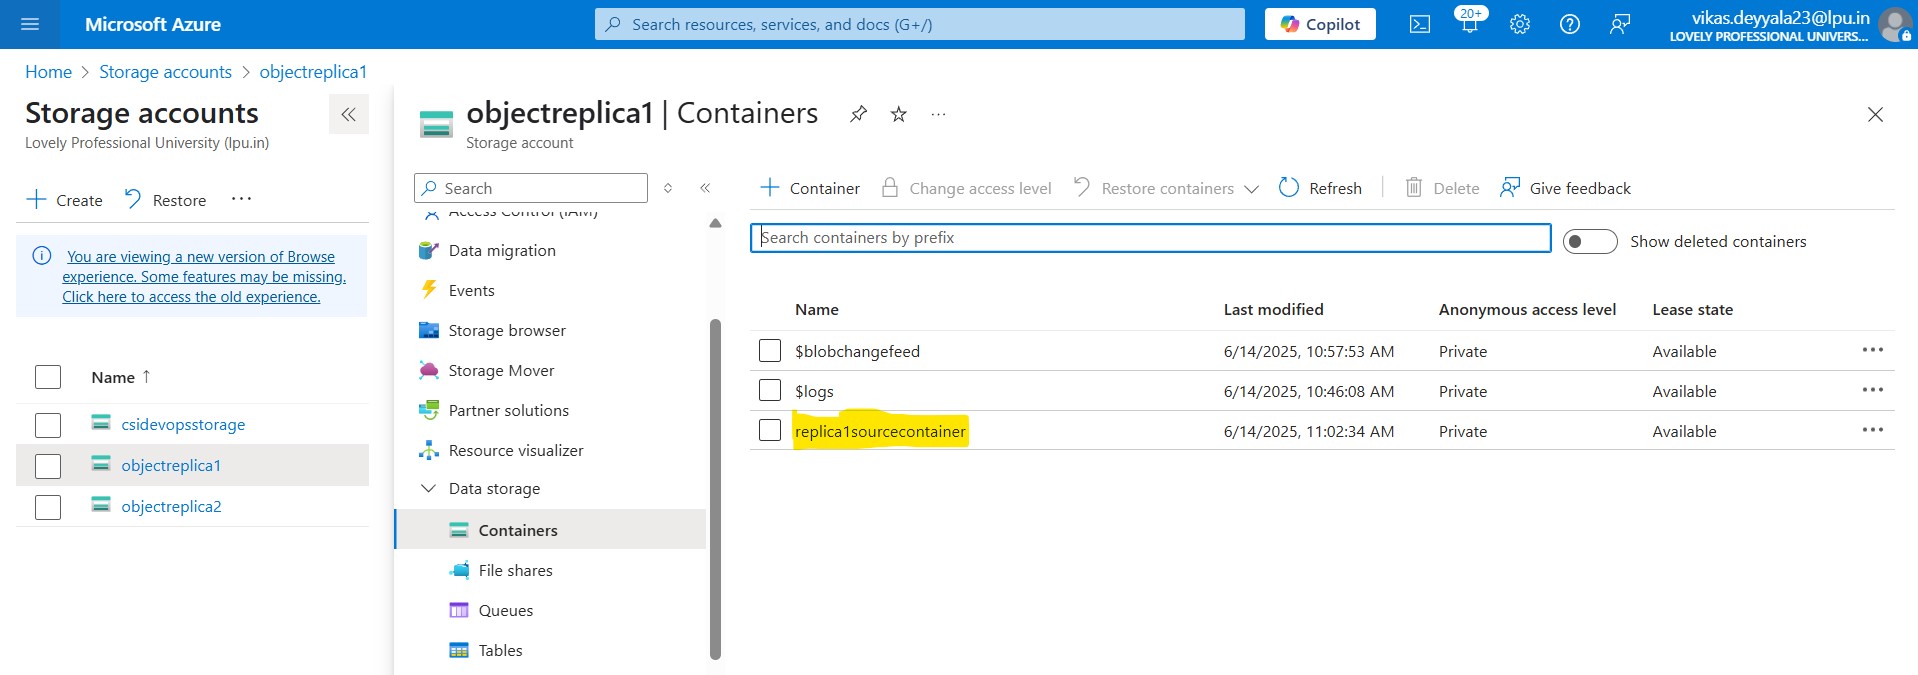 Microsoft Azure
Search resources, services, and docs (G+/)
Copilot
20+
vikas.deyyala23@lpu.in
LOVELY PROFESSIONAL UNIVERS...
Home > Storage accounts > objectreplica1
Storage accounts
Lovely Professional University (lpu.in)
Create Restore ...
You are viewing a new version of Browse
experience. Some features may be missing.
Click here to access the old experience.
Name ↑
csidevopsstorage
objectreplica1
objectreplica2
objectreplica1 | Containers
Storage account
Search
Access Control (IAM)
Data migration
Events
Storage browser
Storage Mover
Partner solutions
Resource visualizer
Data storage
Containers
File shares
Queues
Tables
Container Change access level Restore containers Refresh Delete Give feedback
Search containers by prefix
Show deleted containers
Name Last modified Anonymous access level Lease state
$blobchangefeed 6/14/2025, 10:57:53 AM Private Available
$logs 6/14/2025, 10:46:08 AM Private Available
replica1sourcecontainer 6/14/2025, 11:02:34 AM Private Available